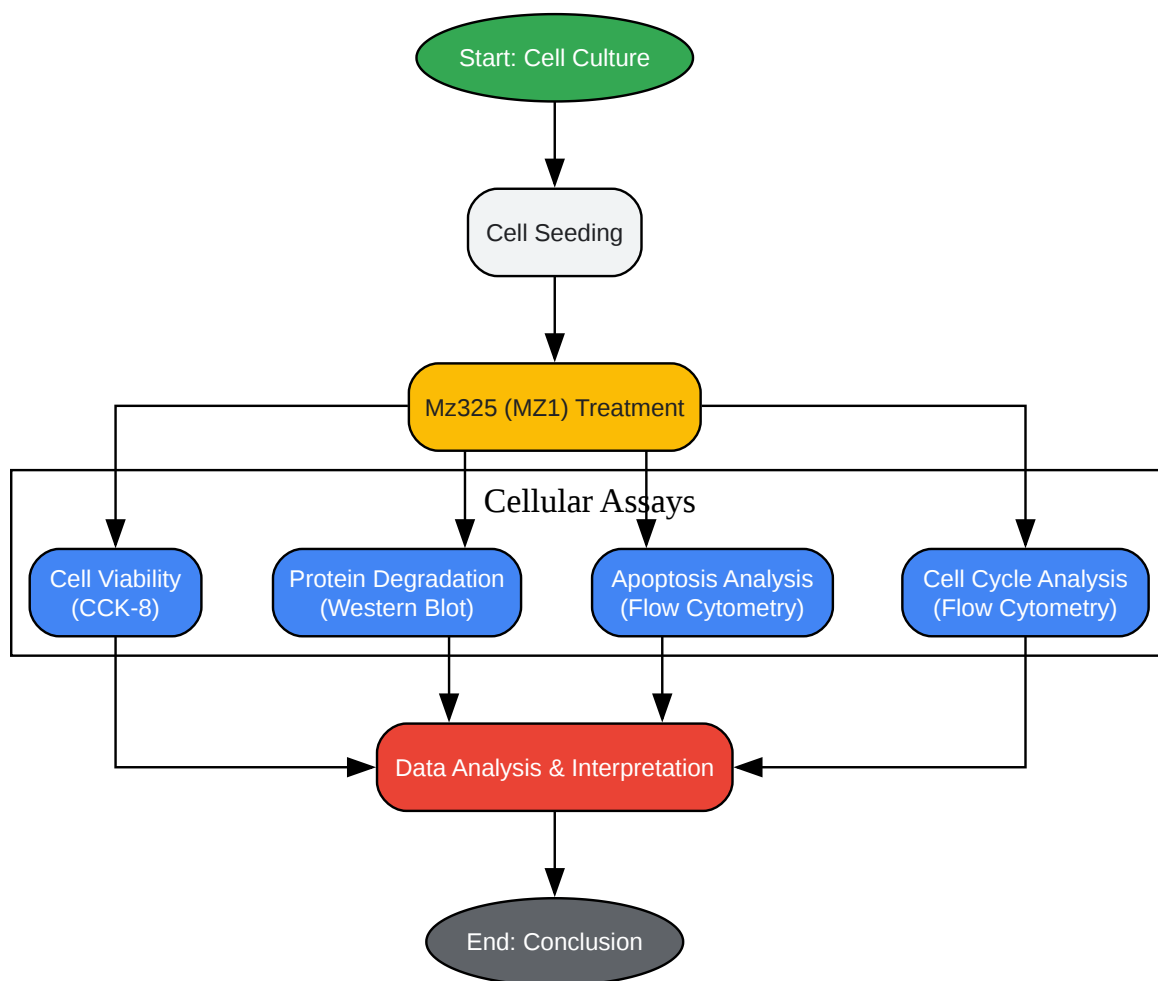 Start: Cell Culture
Cell Seeding
Mz325 (MZ1) Treatment
Cellular Assays
Cell Viability
(CCK-8)
Protein Degradation
(Western Blot)
Apoptosis Analysis
(Flow Cytometry)
Cell Cycle Analysis
(Flow Cytometry)
Data Analysis & Interpretation
End: Conclusion